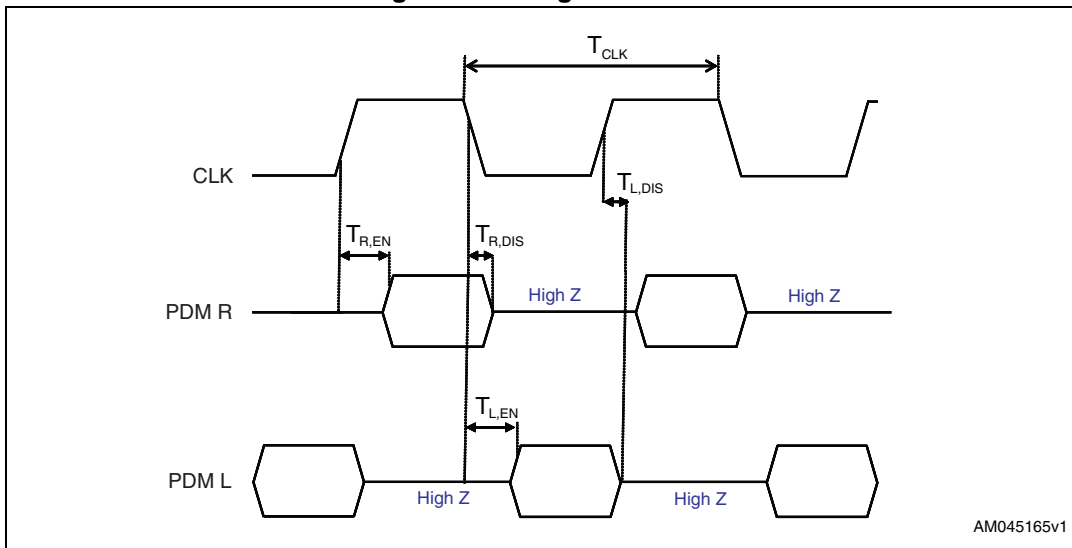 T_CLK
CLK
T_L,DIS
T_R,EN
T_R,DIS
PDM R
High Z
High Z
T_L,EN
PDM L
High Z
High Z
AM045165v1